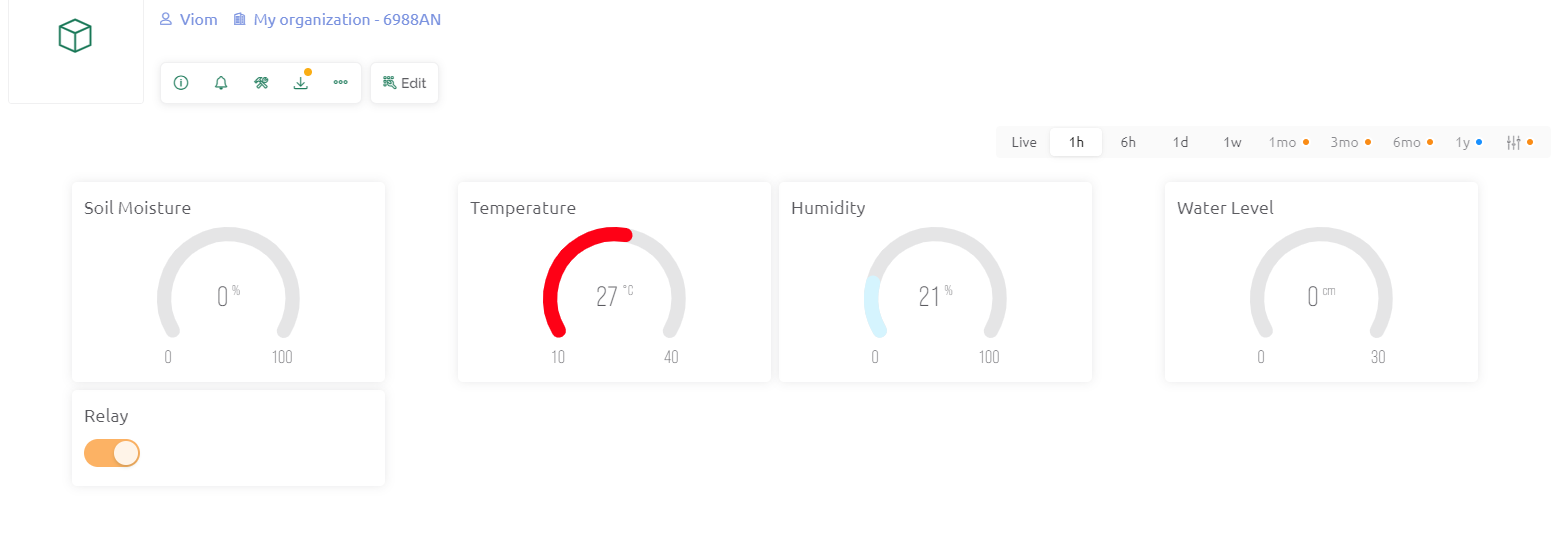 Viom My organization - 6988AN
Edit
Live 1h 6h 1d 1w 1mo 3mo 6mo 1y
Soil Moisture
0 %
0 100
Temperature
27 °C
10 40
Humidity
21 %
0 100
Water Level
0 cm
0 30
Relay